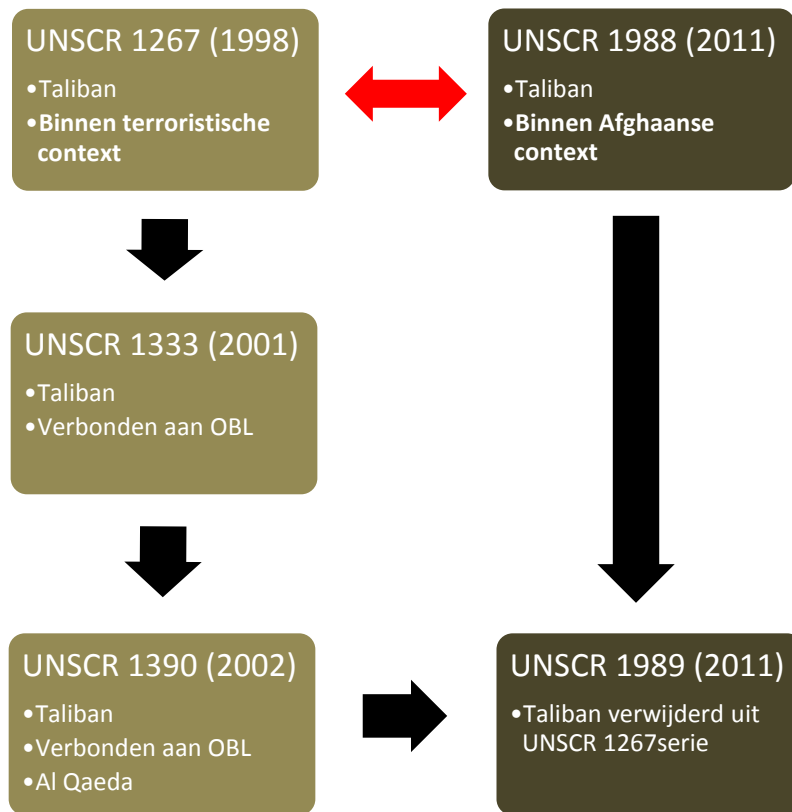 UNSCR 1267 (1998)
•Taliban
•Binnen terroristische
context
UNSCR 1988 (2011)
•Taliban
•Binnen Afghaanse
context
UNSCR 1333 (2001)
•Taliban
•Verbonden aan OBL
UNSCR 1390 (2002)
•Taliban
•Verbonden aan OBL
•Al Qaeda
UNSCR 1989 (2011)
•Taliban verwijderd uit
UNSCR 1267serie